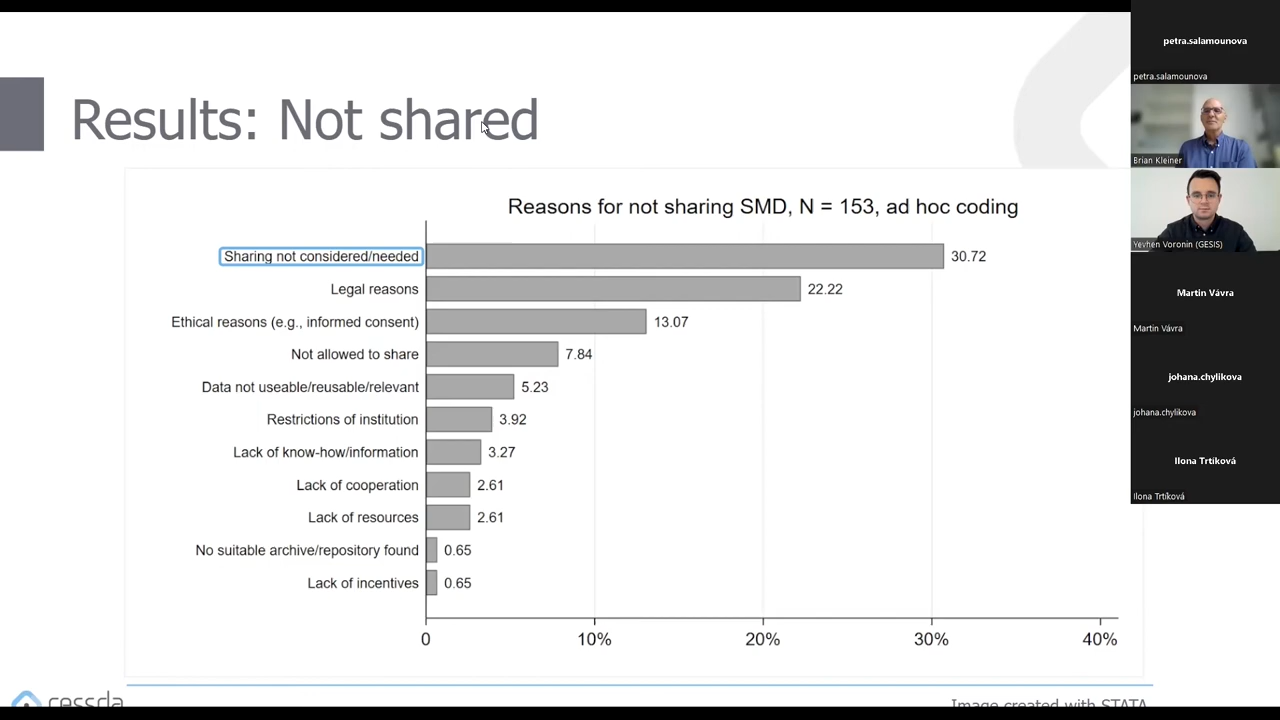 Results: Not shared
Reasons for not sharing SMD, N = 153, ad hoc coding
Sharing not considered/needed 30.72
Legal reasons 22.22
Ethical reasons (e.g., informed consent) 13.07
Not allowed to share 7.84
Data not useable/reusable/relevant 5.23
Restrictions of institution 3.92
Lack of know-how/information 3.27
Lack of cooperation 2.61
Lack of resources 2.61
No suitable archive/repository found 0.65
Lack of incentives 0.65
0 10% 20% 30% 40%
cessda
Image created with STATA
petra.salamounova
petra.salamounova
Brian Kleiner
Yevhen Voronin (GESIS)
Martin Vávra
Martin Vávra
johana.chylikova
johana.chylikova
Ilona Trtíková
Ilona Trtíková